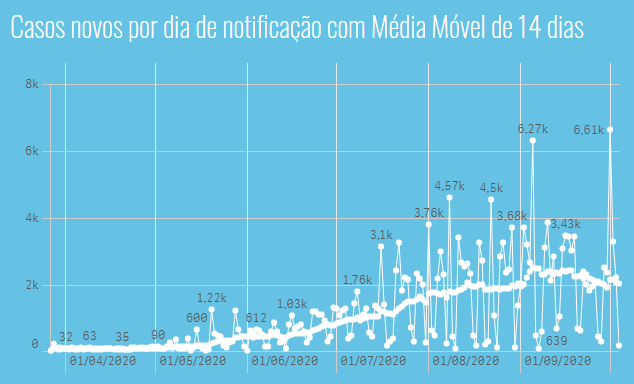 Casos novos por dia de notificação com Média Móvel de 14 dias
8k
6,27k
6,61k
6k
4,57k
4,5k
4k
3,76k
3,68k
3,43k
3,1k
2k
1,76k
1,22k
1,03k
600
612
32
63
35
90
639
0
01/04/2020
01/05/2020
01/06/2020
01/07/2020
01/08/2020
01/09/2020